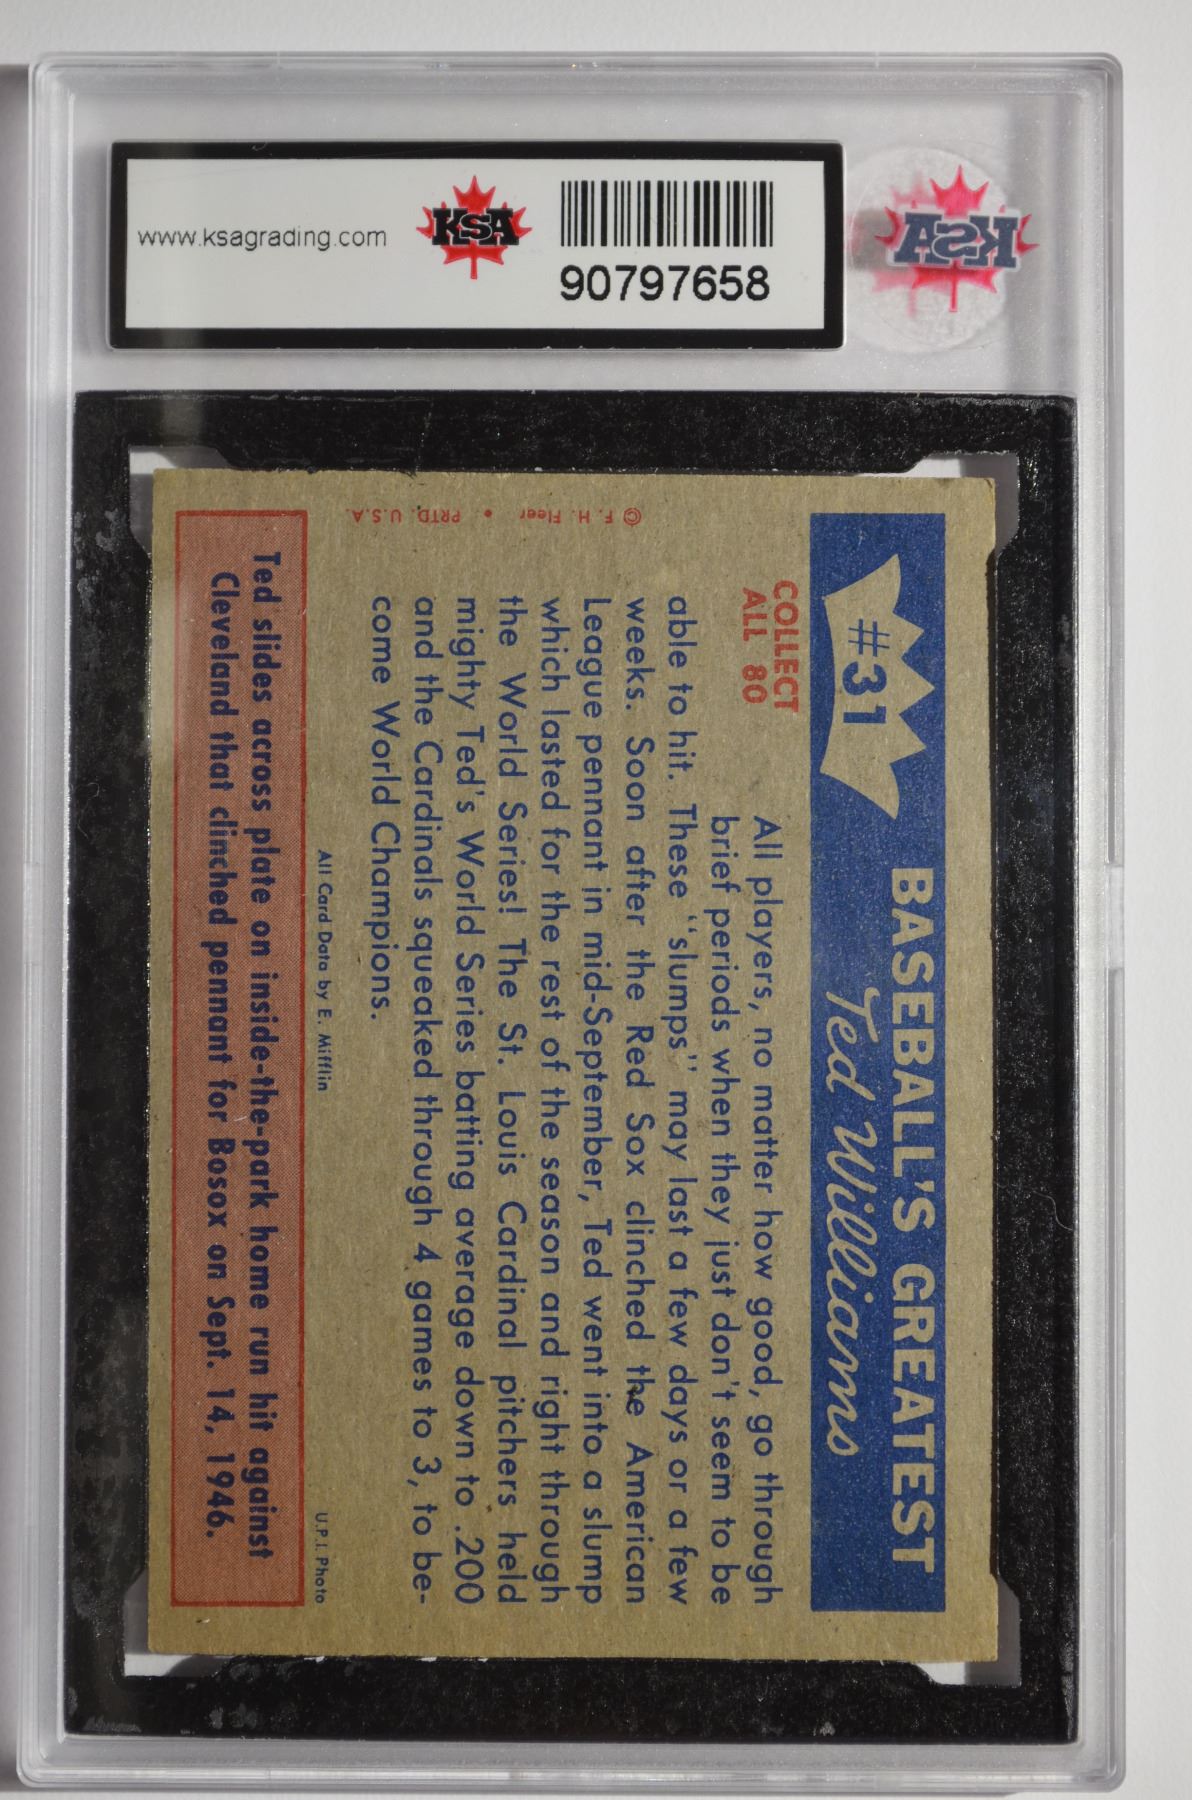 www.ksagrading.com
KSA
90797658
KSA
#31
BASEBALL'S GREATEST
Ted Williams
COLLECT
ALL 80
All players, no matter how good, go through
brief periods when they just don't seem to be
able to hit. These "slumps" may last a few days or a few
weeks. Soon after the Red Sox clinched the American
League pennant in mid-September, Ted went into a slump
which lasted for the rest of the season and right through
the World Series! The St. Louis Cardinal pitchers held
mighty Ted's World Series batting average down to .200
and the Cardinals squeaked through 4 games to 3, to be-
come World Champions.
All Card Data by E. Mifflin
U.P.I. Photo
Ted slides across plate on inside-the-park home run hit against
Cleveland that clinched pennant for Bosox on Sept. 14, 1946.
© F. H. Fleer • PRTD. U.S.A.